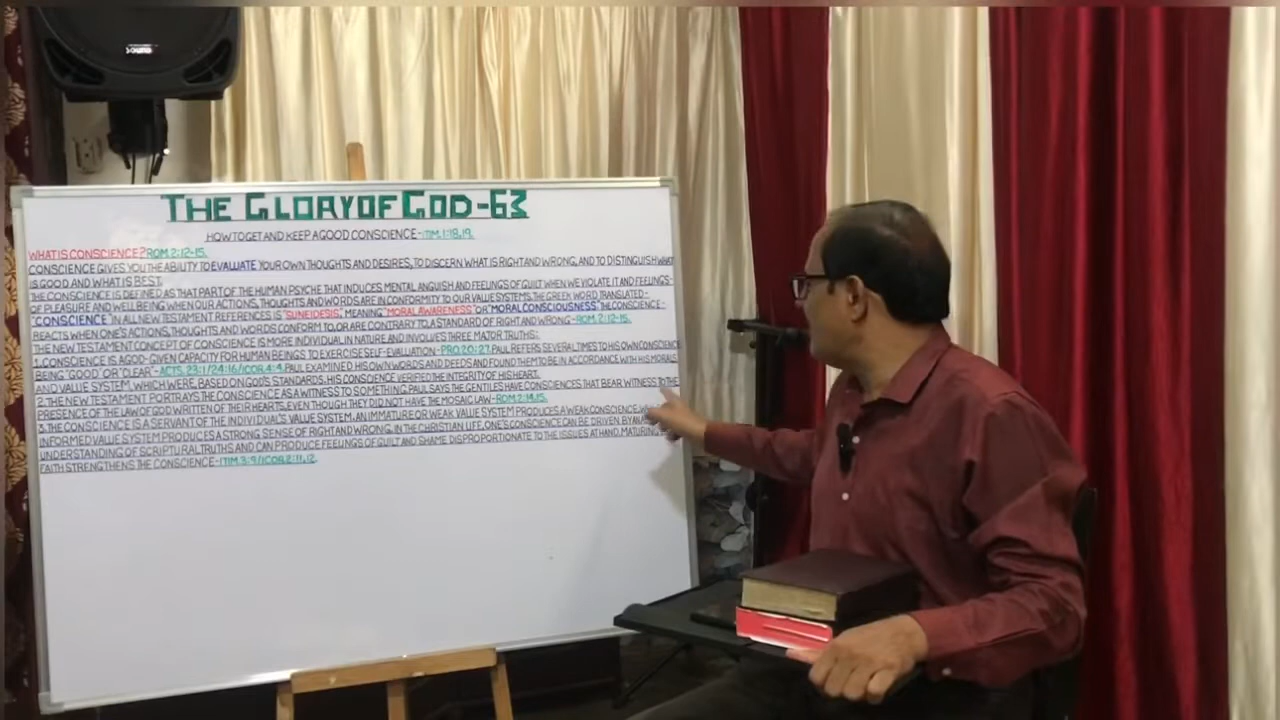 Sound
THE GLORY OF GOD-63
HOW TO GET AND KEEP A GOOD CONSCIENCE-1TIM.1:18,19.
WHAT IS CONSCIENCE? ROM.2:12-15.
CONSCIENCE GIVES YOU THE ABILITY TO EVALUATE YOUR OWN THOUGHTS AND DESIRES, TO DISCERN WHAT IS RIGHT AND WRONG, AND TO DISTINGUISH WHAT
IS GOOD AND WHAT IS BEST.
THE CONSCIENCE IS DEFINED AS THAT PART OF THE HUMAN PSYCHE THAT INDUCES MENTAL ANGUISH AND FEELINGS OF GUILT WHEN WE VIOLATE IT AND FEELINGS-
OF PLEASURE AND WELL BEING WHEN OUR ACTIONS, THOUGHTS AND WORDS ARE IN CONFORMITY TO OUR VALUE SYSTEMS. THE GREEK WORD TRANSLATED-
"CONSCIENCE" IN ALL NEW TESTAMENT REFERENCES IS "SUNEIDESIS", MEANING "MORAL AWARENESS" OR "MORAL CONSCIOUSNESS". THE CONSCIENCE-
REACTS WHEN ONE'S ACTIONS, THOUGHTS AND WORDS CONFORM TO, OR ARE CONTRARY TO, A STANDARD OF RIGHT AND WRONG-ROM.2:12-15.
THE NEW TESTAMENT CONCEPT OF CONSCIENCE IS MORE INDIVIDUAL IN NATURE AND INVOLVES THREE MAJOR TRUTHS:
1. CONSCIENCE IS A GOD-GIVEN CAPACITY FOR HUMAN BEINGS TO EXERCISE SELF-EVALUATION-PRO.20:27. PAUL REFERS SEVERAL TIMES TO HIS OWN CONSCIENCE
BEING "GOOD" OR "CLEAR"-ACTS.23:1/24:16/1COR.4:4. PAUL EXAMINED HIS OWN WORDS AND DEEDS AND FOUND THEM TO BE IN ACCORDANCE WITH HIS MORALS
AND VALUE SYSTEM, WHICH WERE, BASED ON GOD'S STANDARDS. HIS CONSCIENCE VERIFIED THE INTEGRITY OF HIS HEART.
2. THE NEW TESTAMENT PORTRAYS THE CONSCIENCE AS A WITNESS TO SOMETHING. PAUL SAYS THE GENTILES HAVE CONSCIENCES THAT BEAR WITNESS TO THE
PRESENCE OF THE LAW OF GOD WRITTEN OF THEIR HEARTS, EVEN THOUGH THEY DID NOT HAVE THE MOSAIC LAW-ROM.2:14,15.
3. THE CONSCIENCE IS A SERVANT OF THE INDIVIDUAL'S VALUE SYSTEM. AN IMMATURE OR WEAK VALUE SYSTEM PRODUCES A WEAK CONSCIENCE,
INFORMED VALUE SYSTEM PRODUCES A STRONG SENSE OF RIGHT AND WRONG. IN THE CHRISTIAN LIFE, ONE'S CONSCIENCE CAN BE DRIVEN BY
UNDERSTANDING OF SCRIPTURAL TRUTHS AND CAN PRODUCE FEELINGS OF GUILT AND SHAME DISPROPORTIONATE TO THE ISSUES AT HAND. MATURING
FAITH STRENGTHENS THE CONSCIENCE-1TIM.3:9/1COR.2:11,12.